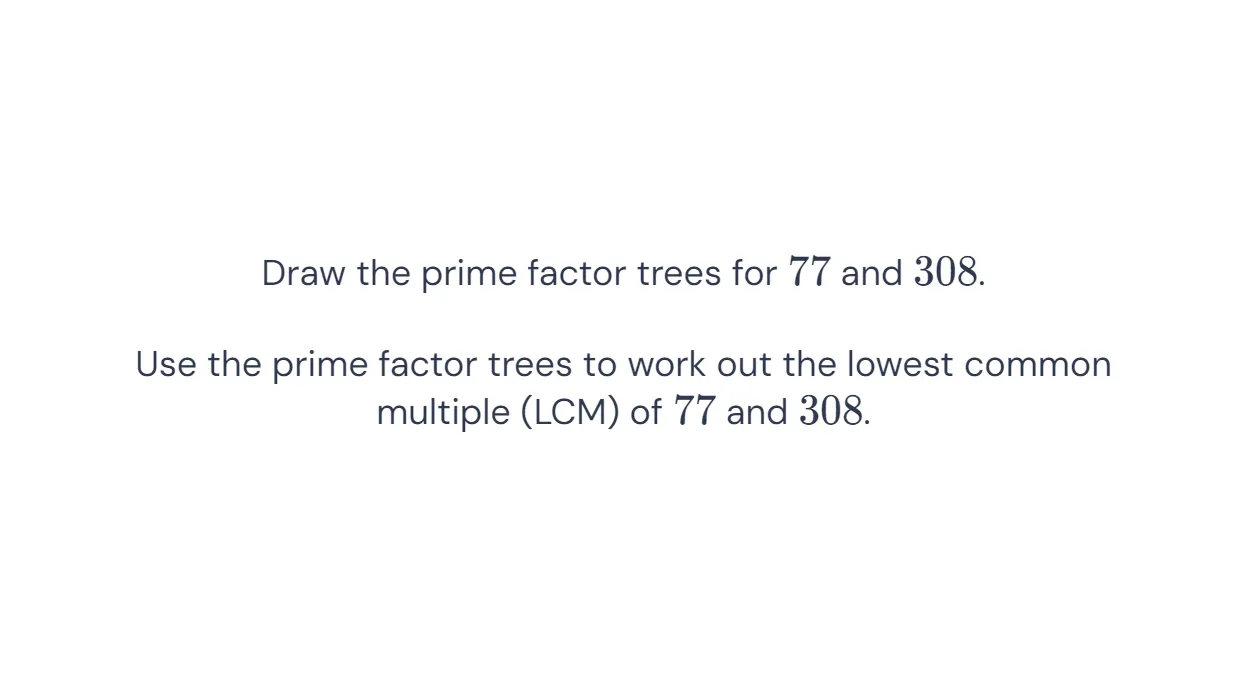 Draw the prime factor trees for 77 and 308.
Use the prime factor trees to work out the lowest common
multiple (LCM) of 77 and 308.